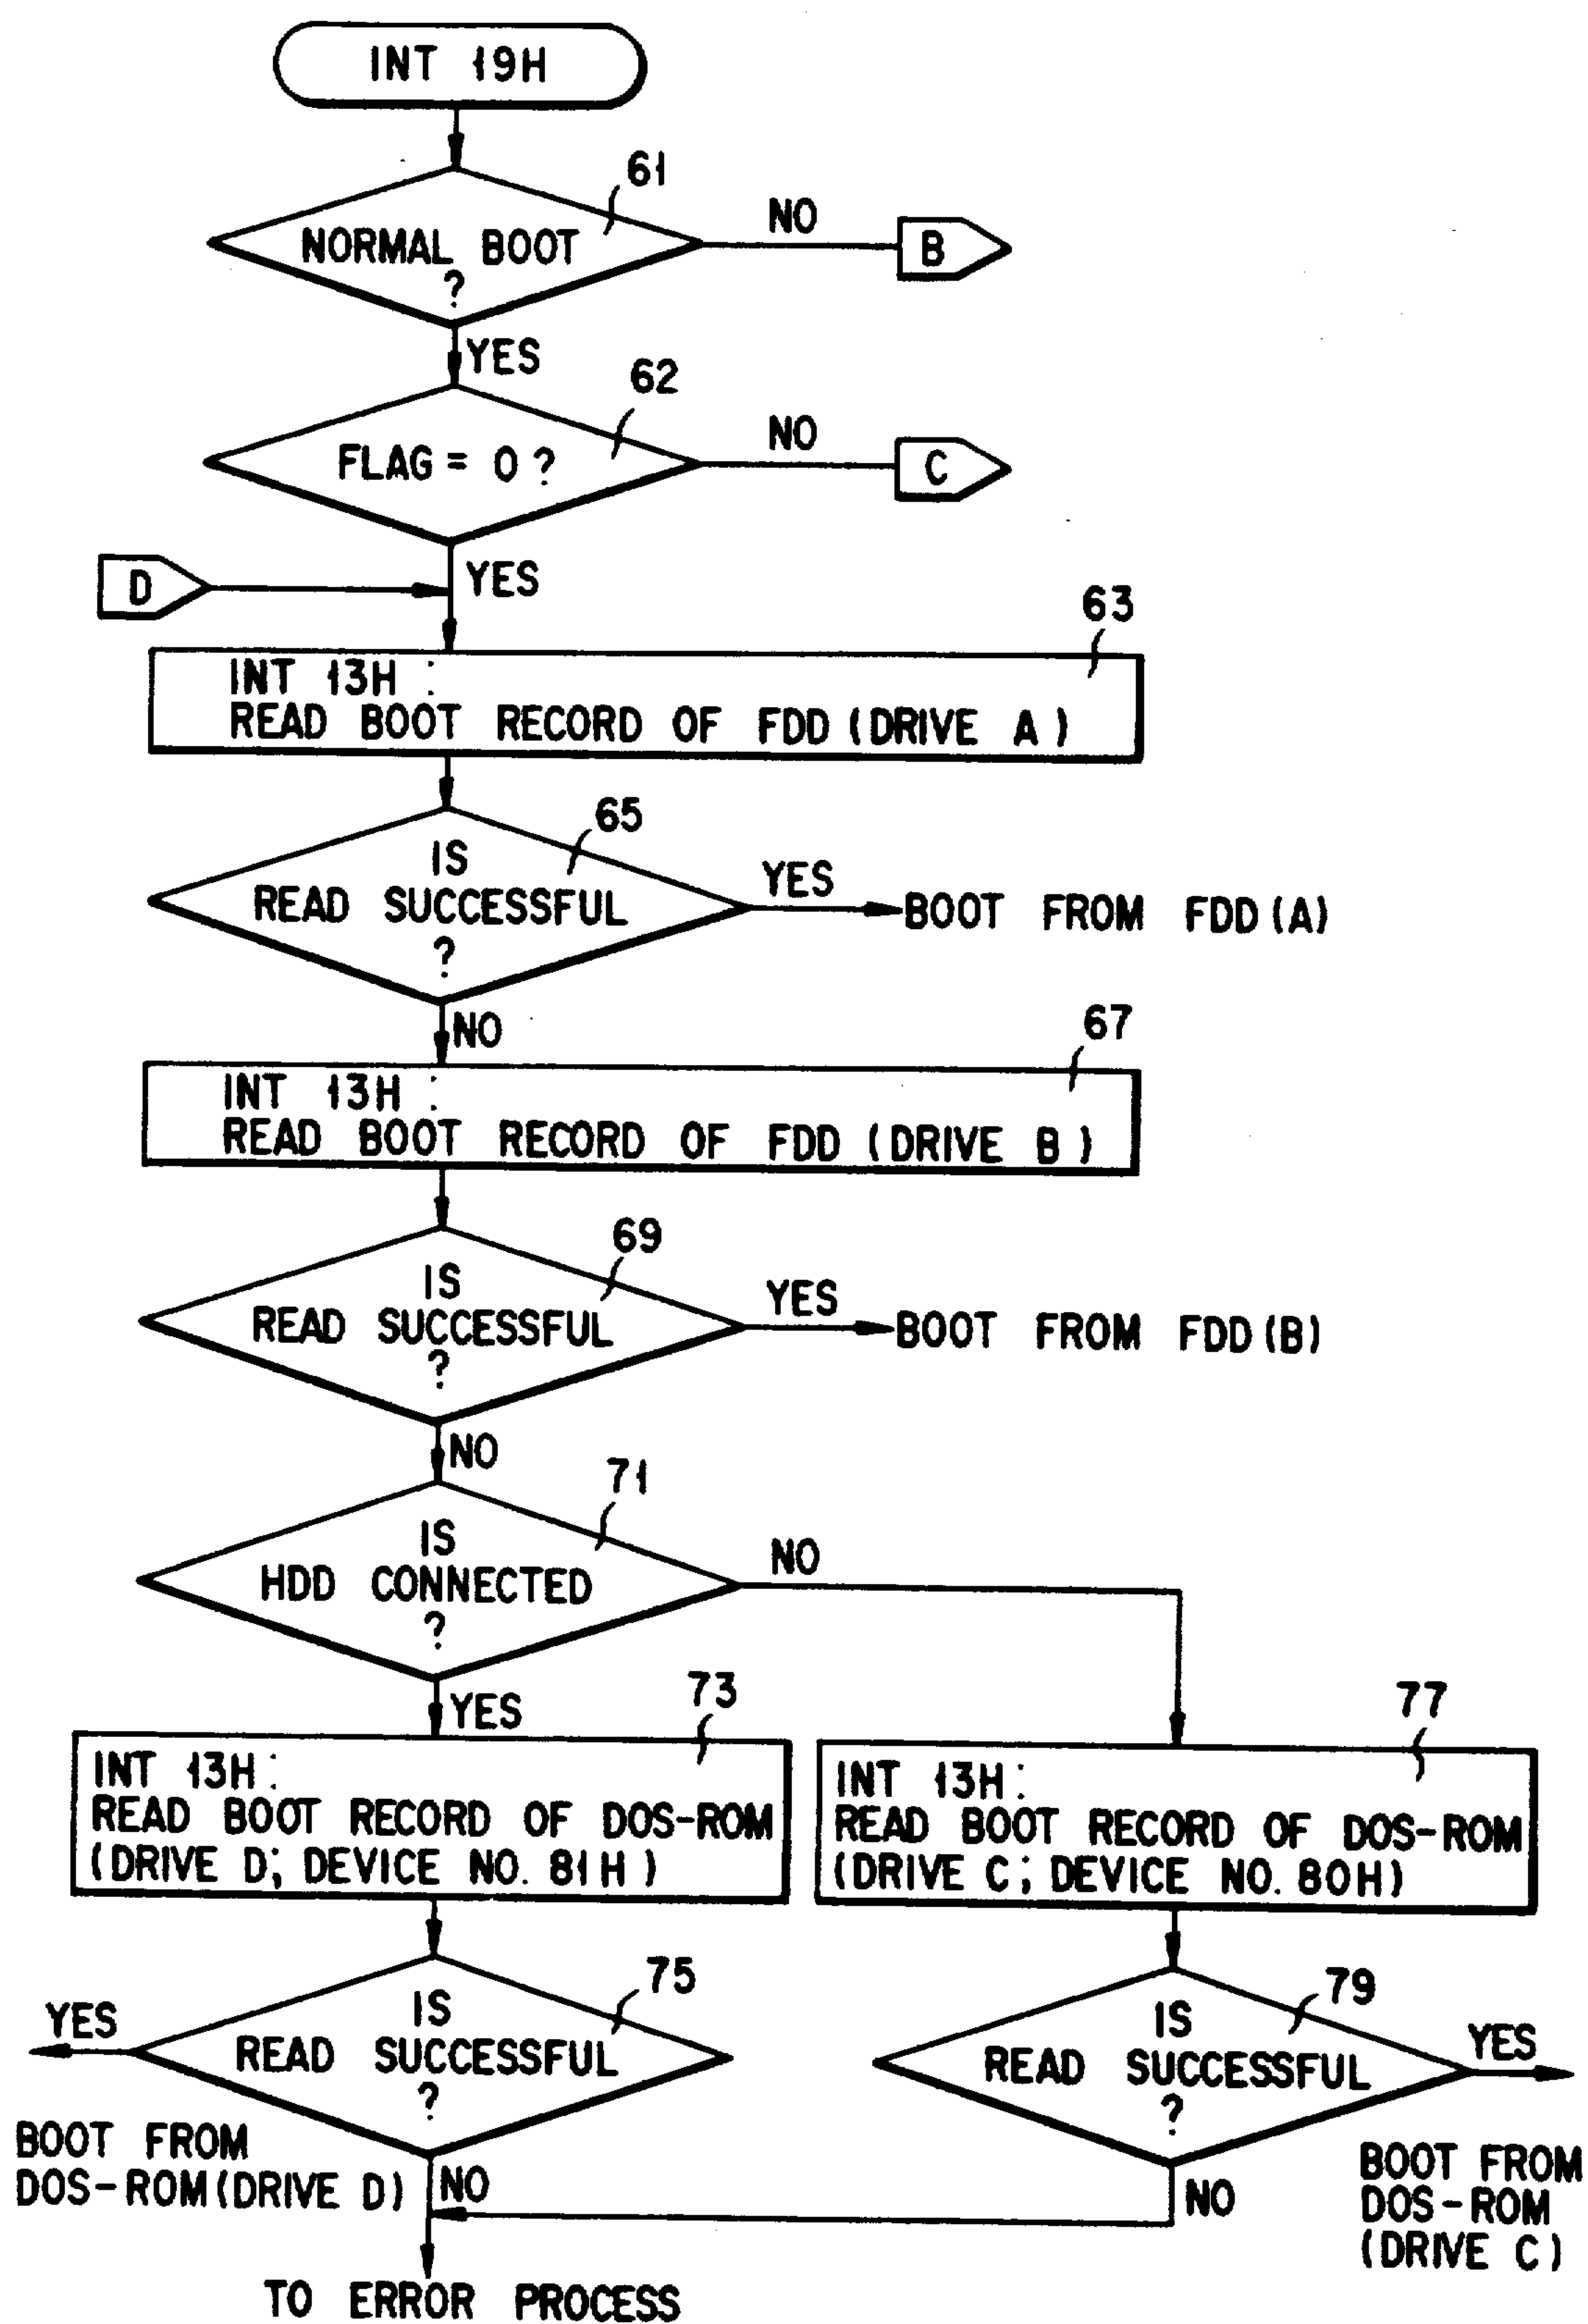 INT 19H
61
NORMAL BOOT
?
NO
B
YES
62
FLAG = 0 ?
NO
C
D
YES
63
INT 13H :
READ BOOT RECORD OF FDD (DRIVE A)
65
IS
READ SUCCESSFUL
?
YES
BOOT FROM FDD (A)
NO
67
INT 13H :
READ BOOT RECORD OF FDD (DRIVE B)
69
IS
READ SUCCESSFUL
?
YES
BOOT FROM FDD (B)
NO
71
IS
HDD CONNECTED
?
NO
YES
73
INT 13H :
READ BOOT RECORD OF DOS-ROM
(DRIVE D; DEVICE NO. 81H)
77
INT 13H :
READ BOOT RECORD OF DOS-ROM
(DRIVE C; DEVICE NO. 80H)
75
IS
READ SUCCESSFUL
?
YES
BOOT FROM
DOS-ROM (DRIVE D)
NO
79
IS
READ SUCCESSFUL
?
YES
BOOT FROM
DOS-ROM
(DRIVE C)
NO
TO ERROR PROCESS